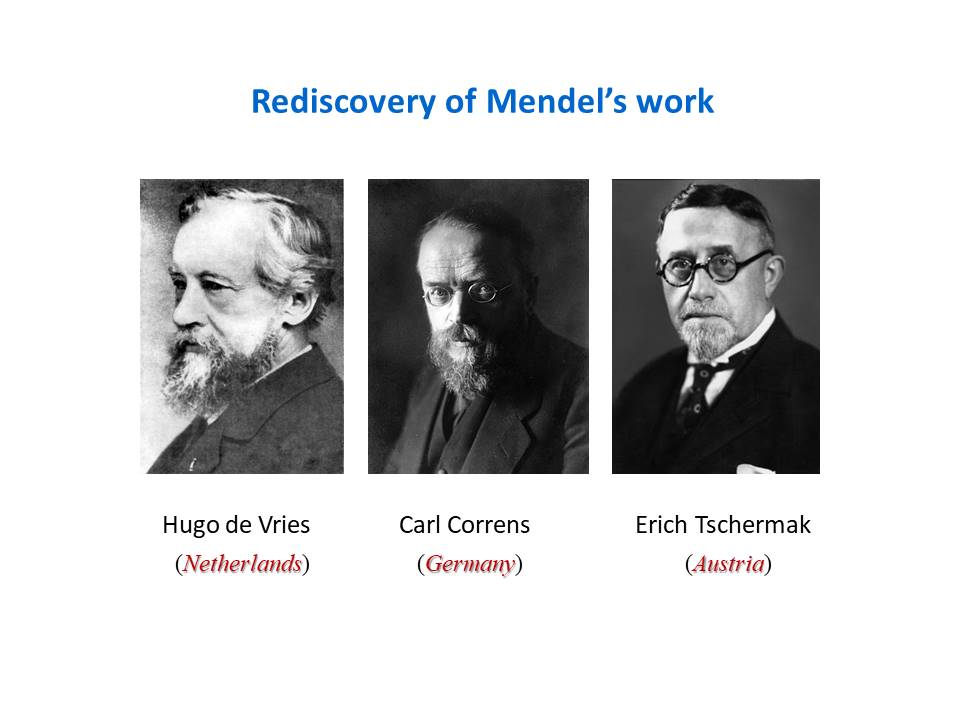 Rediscovery of Mendel’s work
Hugo de Vries
(Netherlands)
Carl Correns
(Germany)
Erich Tschermak
(Austria)